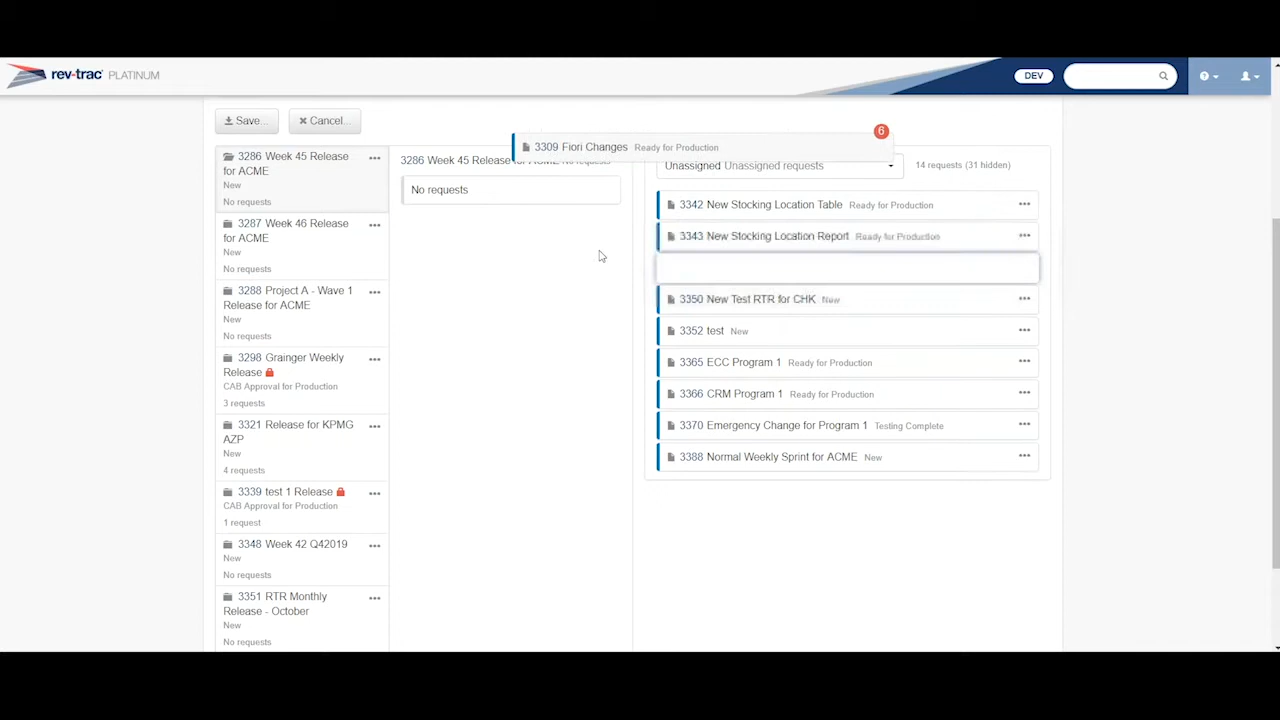 rev-trac PLATINUM
DEV
Save...
Cancel...
3309 Fiori Changes Ready for Production
6
3286 Week 45 Release
for ACME
New
No requests
3287 Week 46 Release
for ACME
New
No requests
3288 Project A - Wave 1
Release for ACME
New
No requests
3298 Grainger Weekly
Release
CAB Approval for Production
3 requests
3321 Release for KPMG
AZP
New
4 requests
3339 test 1 Release
CAB Approval for Production
1 request
3348 Week 42 Q42019
New
No requests
3351 RTR Monthly
Release - October
New
No requests
3286 Week 45 Release for ACME No requests
No requests
Unassigned Unassigned requests
14 requests (31 hidden)
3342 New Stocking Location Table Ready for Production
3343 New Stocking Location Report Ready for Production
3350 New Test RTR for CHK New
3352 test New
3365 ECC Program 1 Ready for Production
3366 CRM Program 1 Ready for Production
3370 Emergency Change for Program 1 Testing Complete
3388 Normal Weekly Sprint for ACME New